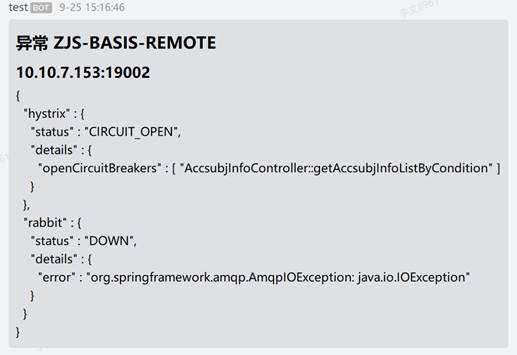 test BOT 9-25 15:16:46
异常 ZJS-BASIS-REMOTE
10.10.7.153:19002
{
"hystrix" : {
"status" : "CIRCUIT_OPEN",
"details" : {
"openCircuitBreakers" : [ "AccsubjInfoController::getAccsubjInfoListByCondition" ]
}
},
"rabbit" : {
"status" : "DOWN",
"details" : {
"error" : "org.springframework.amqp.AmqpIOException: java.io.IOException"
}
}
}